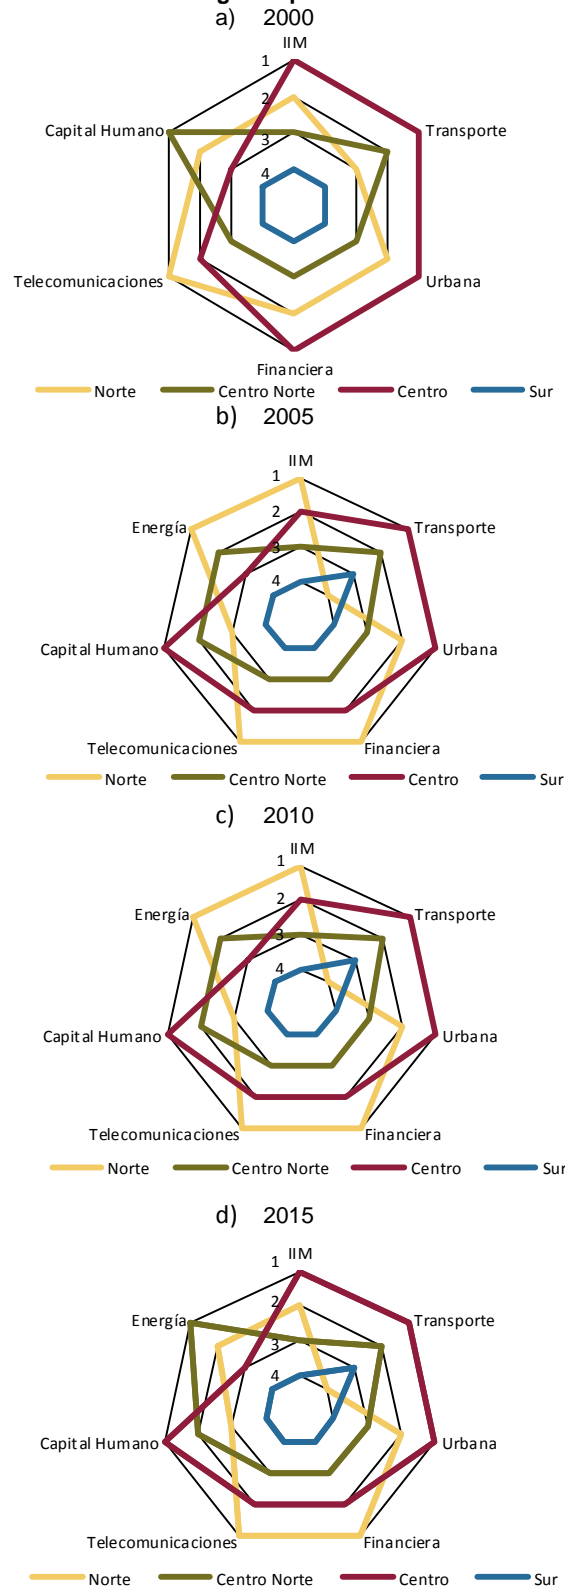 a) 2000
IIM
1
2
Capital Humano
3
Transporte
4
Telecomunicaciones
Urbana
Financiera
Norte Centro Norte Centro Sur
b) 2005
IIM
1
2
Energía
Transporte
3
4
Capital Humano
Urbana
Telecomunicaciones
Financiera
Norte Centro Norte Centro Sur
c) 2010
IIM
1
2
Energía
Transporte
3
4
Capital Humano
Urbana
Telecomunicaciones
Financiera
Norte Centro Norte Centro Sur
d) 2015
IIM
1
2
Energía
Transporte
3
4
Capital Humano
Urbana
Telecomunicaciones
Financiera
Norte Centro Norte Centro Sur